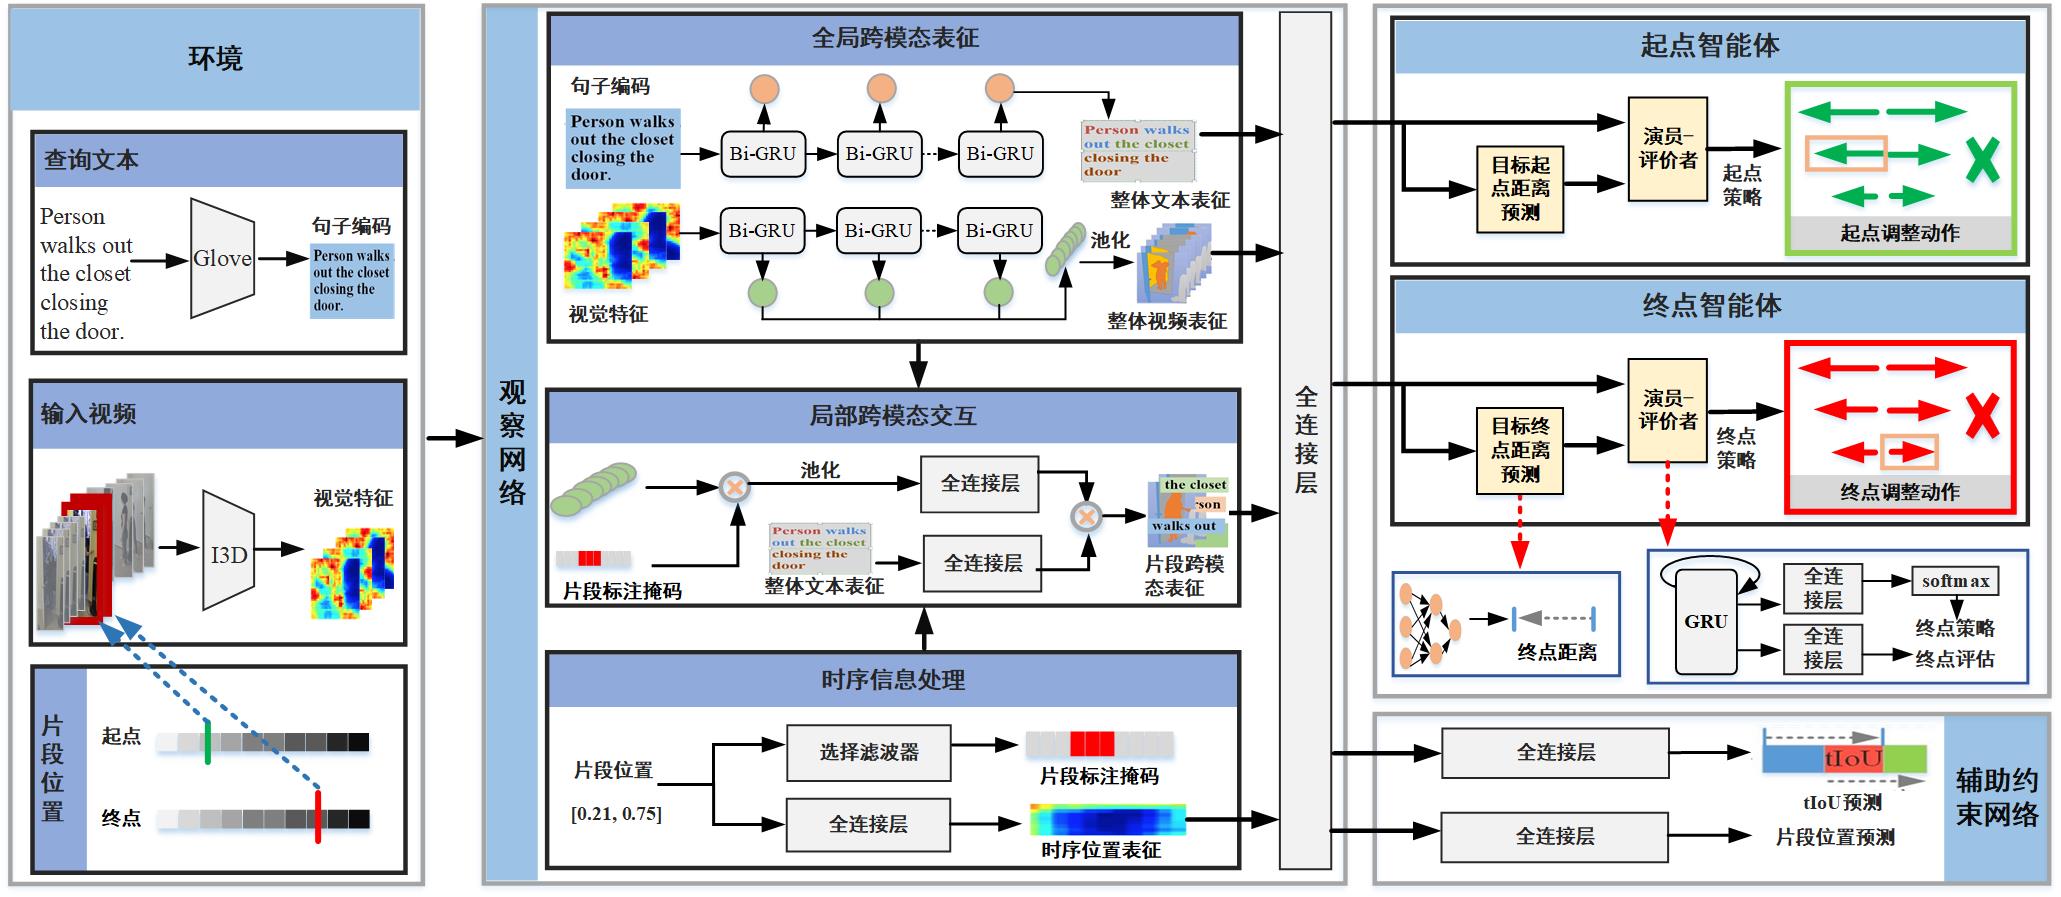 环境
查询文本
Person
walks out
the closet
closing
the door.
Glove
句子编码
Person walks
out the closet
closing the
door.
输入视频
I3D
视觉特征
片
段
位
置
起点
终点
观
察
网
络
全局跨模态表征
句子编码
Person walks
out the closet
closing the
door.
Bi-GRU
Bi-GRU
Bi-GRU
Person walks
out the closet
closing the
door
整体文本表征
视觉特征
Bi-GRU
Bi-GRU
Bi-GRU
池化
整体视频表征
局部跨模态交互
池化
全连接层
片段标注掩码
Person walks
out the closet
closing the
door
整体文本表征
全连接层
the closet
rson
walks out
片段跨模
态表征
时序信息处理
片段位置
[0.21, 0.75]
选择滤波器
片段标注掩码
全连接层
时序位置表征
全
连
接
层
起点智能体
目标起
点距离
预测
演员-
评价者
起点
策略
起点调整动作
终点智能体
目标终
点距离
预测
演员-
评价者
终点
策略
终点调整动作
终点距离
GRU
全连
接层
softmax
终点策略
全连
接层
终点评估
全连接层
tIoU
tIoU预测
全连接层
片段位置预测
辅助约
束网络